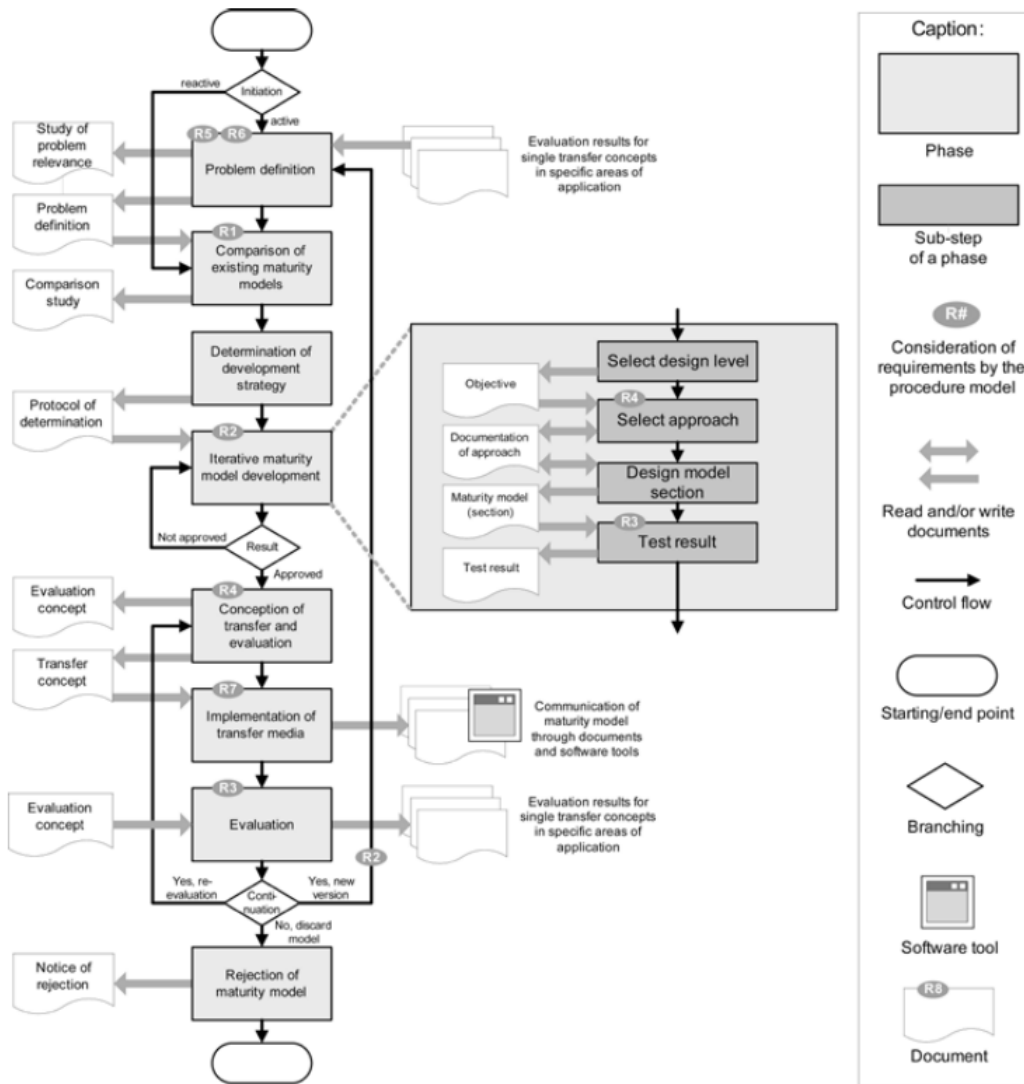 Initiation
reactive
active
R5
R6
Problem definition
Study of
problem
relevance
Problem
definition
Evaluation results for
single transfer concepts
in specific areas of
application
R1
Comparison of
existing maturity
models
Comparison
study
Determination of
development
strategy
Protocol of
determination
R2
Iterative maturity
model development
Not approved
Result
Approved
Evaluation
concept
R4
Conception of
transfer and
evaluation
Transfer
concept
R7
Implementation of
transfer media
Communication of
maturity model
through documents
and software tools
R3
Evaluation
Evaluation
concept
Evaluation results for
single transfer concepts
in specific areas of
application
R2
Yes, re-
evaluation
Conti-
nuation
Yes, new
version
No, discard
model
Notice of
rejection
Rejection of
maturity model
Select design level
Objective
R4
Select approach
Documentation
of approach
Design model
section
Maturity model
(section)
R3
Test result
Test result
Caption:
Phase
Sub-step
of a phase
R#
Consideration of
requirements by the
procedure model
Read and/or write
documents
Control flow
Starting/end point
Branching
Software tool
R8
Document